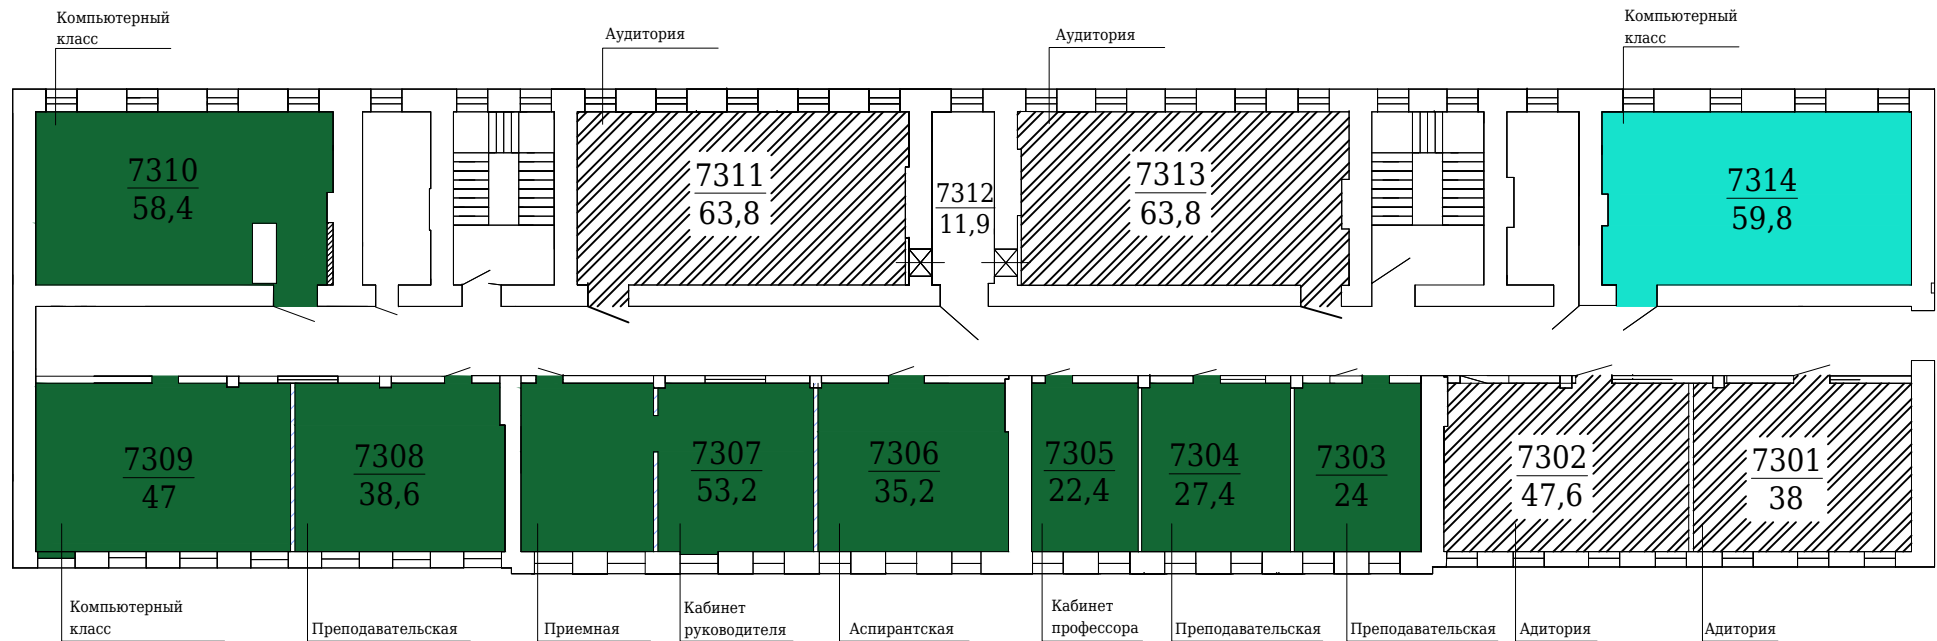 Компьютерный
класс
Аудитория
Аудитория
Компьютерный
класс
7310
58,4
7311
63,8
7312
11,9
7313
63,8
7314
59,8
7309
47
7308
38,6
7307
53,2
7306
35,2
7305
22,4
7304
27,4
7303
24
7302
47,6
7301
38
Компьютерный
класс
Преподавательская
Приемная
Кабинет
руководителя
Аспирантская
Кабинет
профессора
Преподавательская
Преподавательская
Адитория
Адитория